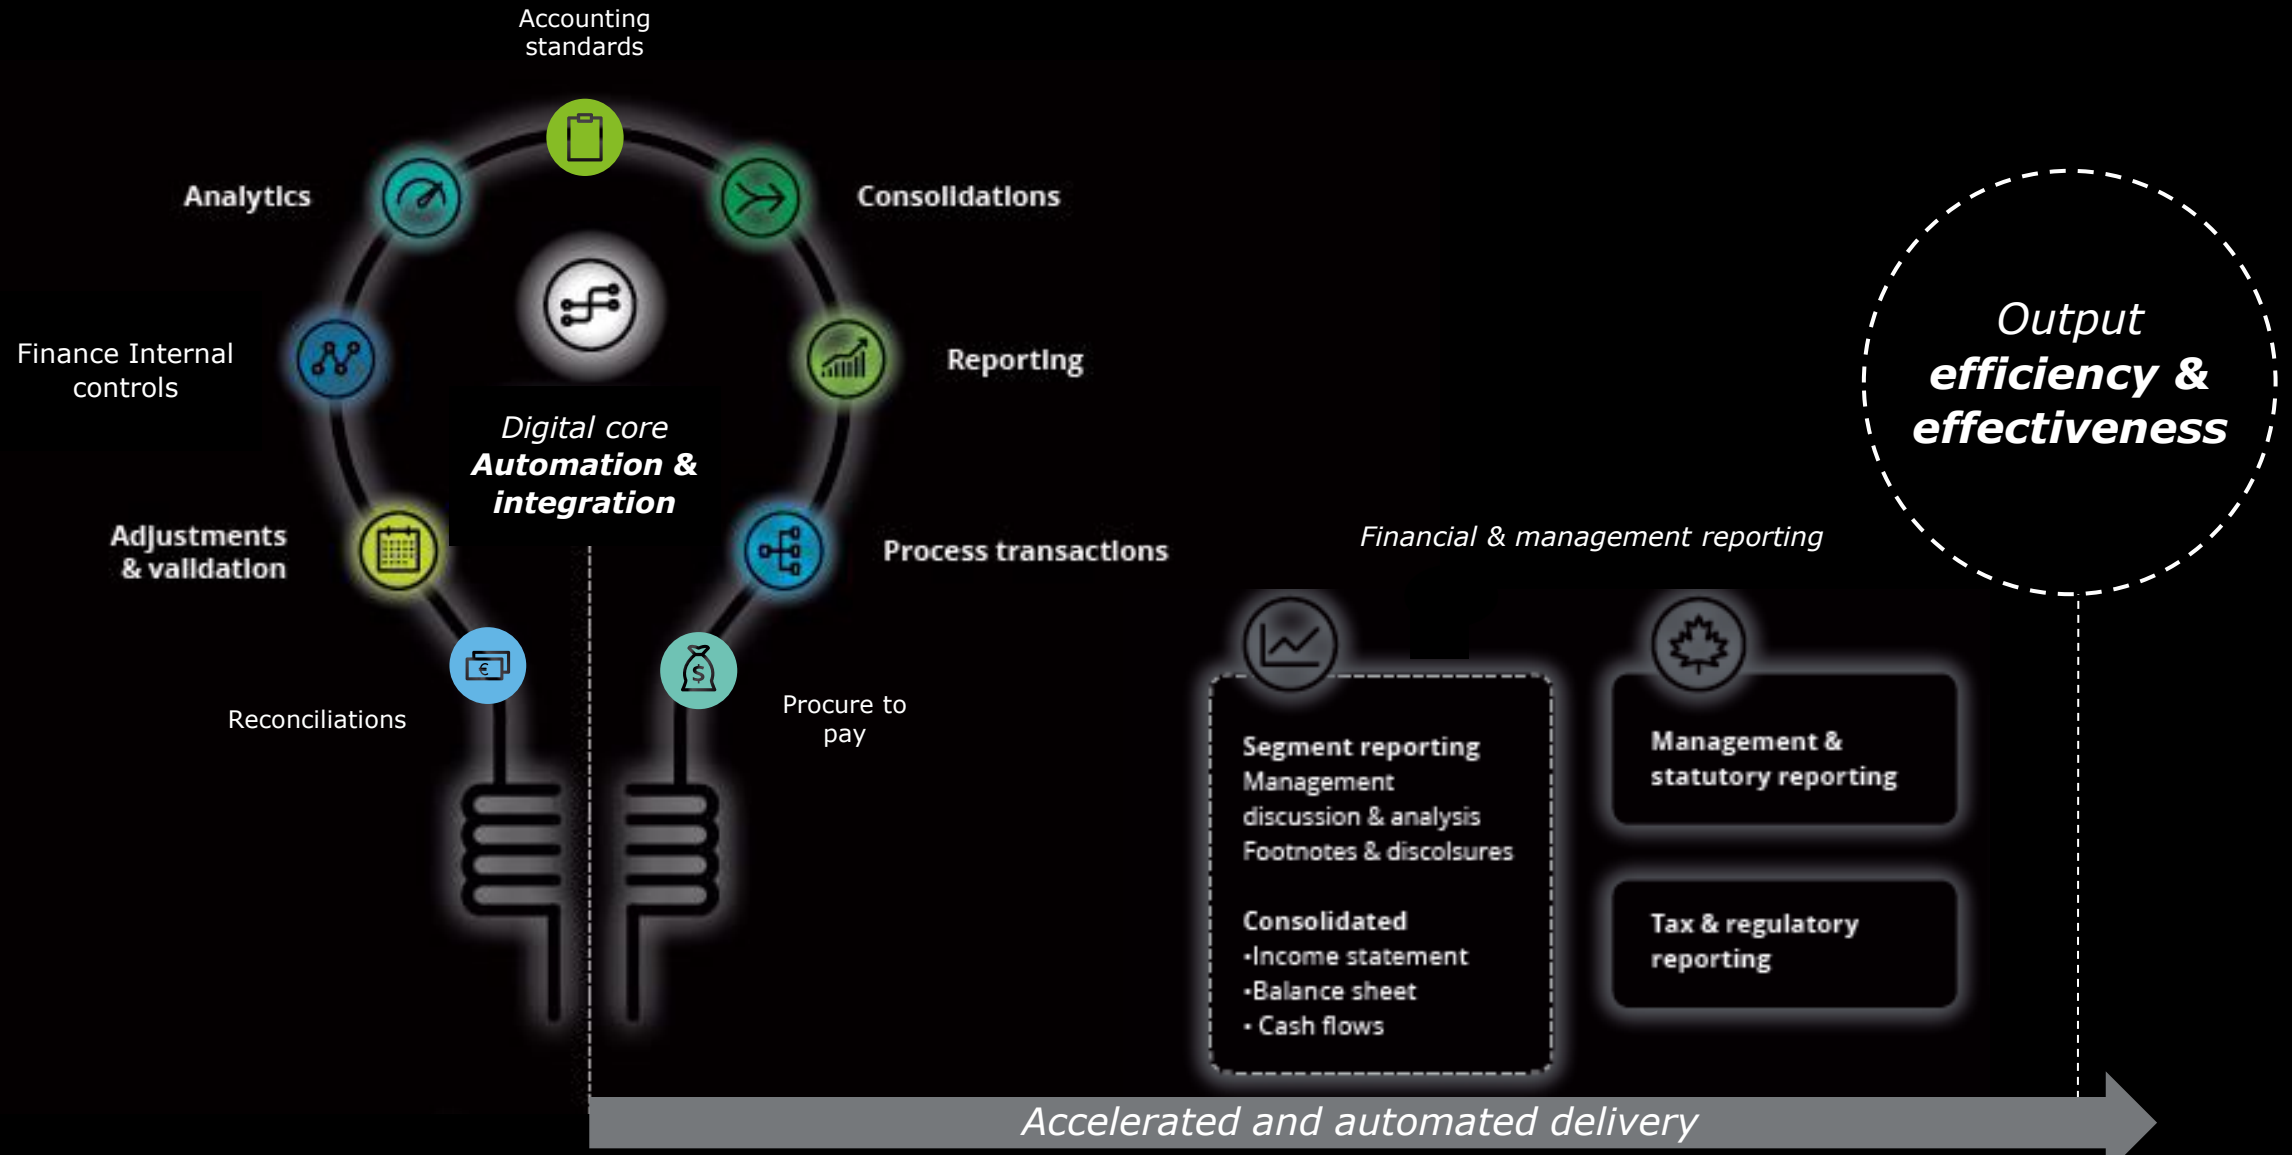 Accounting
standards
Analytics
Consolidations
Finance Internal
controls
Reporting
Digital core
Automation &
integration
Adjustments
& validation
Process transactions
Reconciliations
Procure to
pay
€
$
Output
efficiency &
effectiveness
Financial & management reporting
Segment reporting
Management
discussion & analysis
Footnotes & discolsures
Consolidated
•Income statement
•Balance sheet
• Cash flows
Management &
statutory reporting
Tax & regulatory
reporting
Accelerated and automated delivery